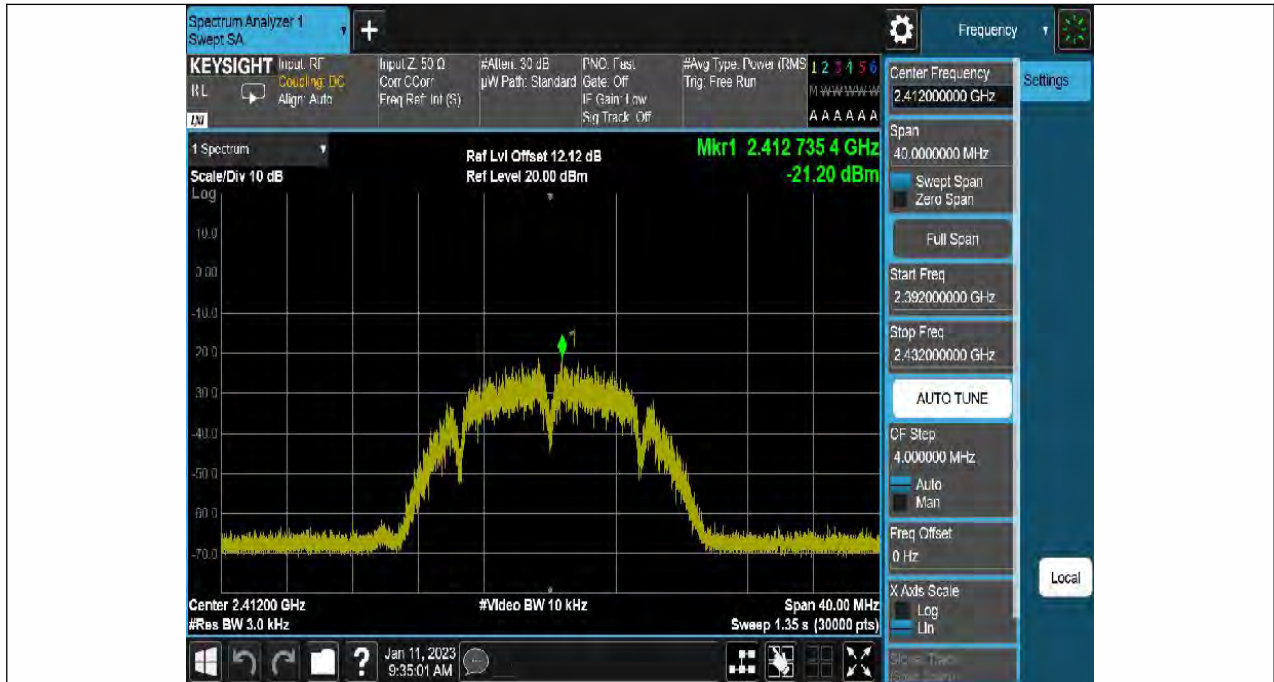 Spectrum Analyzer 1
Swept SA
+
Frequency
KEYSIGHT
RL
Input: RF
Coupling: DC
Align: Auto
Input Z: 50 Ω
Corr CCorr
Freq Ref: Int (S)
#Atten: 30 dB
µW Path: Standard
PNO: Fast
Gate: Off
IF Gain: Low
Sig Track: Off
#Avg Type: Power (RMS
Trig: Free Run
1 2 3 4 5 6
M W W W W W
A A A A A A
Center Frequency
2.412000000 GHz
Settings
Span
40.0000000 MHz
Swept Span
Zero Span
Full Span
Start Freq
2.392000000 GHz
Stop Freq
2.432000000 GHz
AUTO TUNE
CF Step
4.000000 MHz
Auto
Man
Freq Offset
0 Hz
X Axis Scale
Log
Lin
Local
1 Spectrum
Scale/Div 10 dB
Log
Ref Lvl Offset 12.12 dB
Ref Level 20.00 dBm
Mkr1 2.412 735 4 GHz
-21.20 dBm
10.0
0.00
-10.0
-20.0
-30.0
-40.0
-50.0
-60.0
-70.0
1
Center 2.41200 GHz
#Res BW 3.0 kHz
#Video BW 10 kHz
Span 40.00 MHz
Sweep 1.35 s (30000 pts)
?
Jan 11, 2023
9:35:01 AM